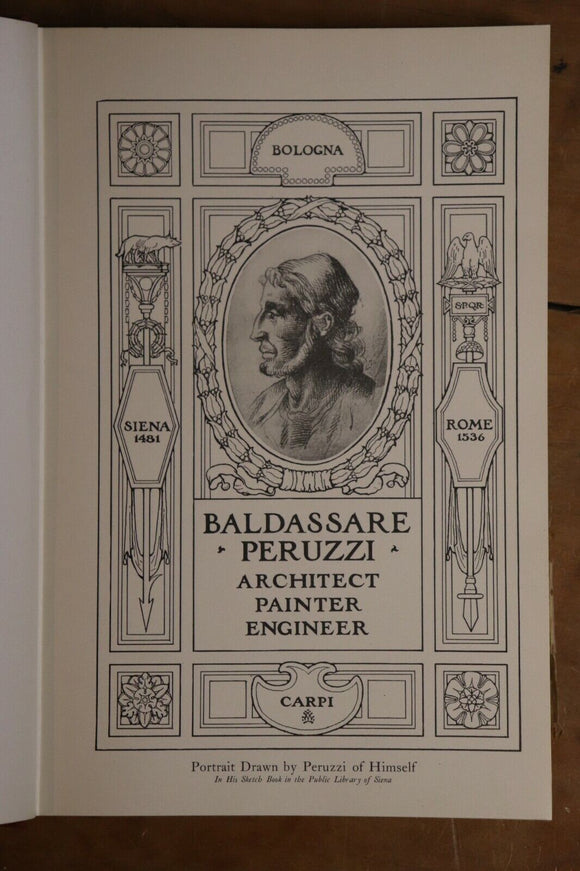 BOLOGNA
SPQR
SIENA
1481
ROME
1536
BALDASSARE
PERUZZI
ARCHITECT
PAINTER
ENGINEER
CARPI
Portrait Drawn by Peruzzi of Himself
In His Sketch Book in the Public Library of Siena